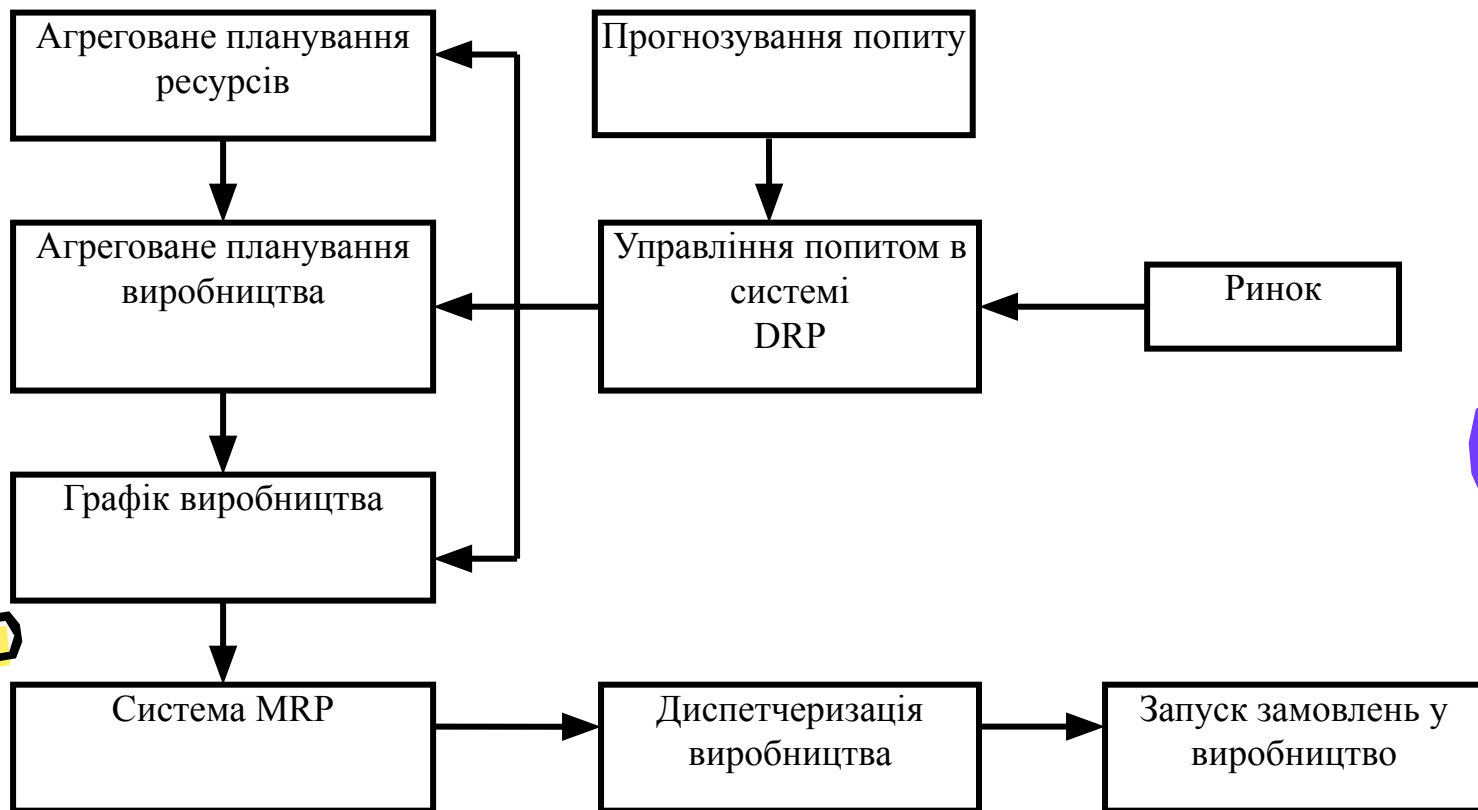 Агреговане планування
ресурсів
Прогнозування попиту
Агреговане планування
виробництва
Управління попитом в
системі
DRP
Ринок
Графік виробництва
Система MRP
Диспетчеризація
виробництва
Запуск замовлень у
виробництво